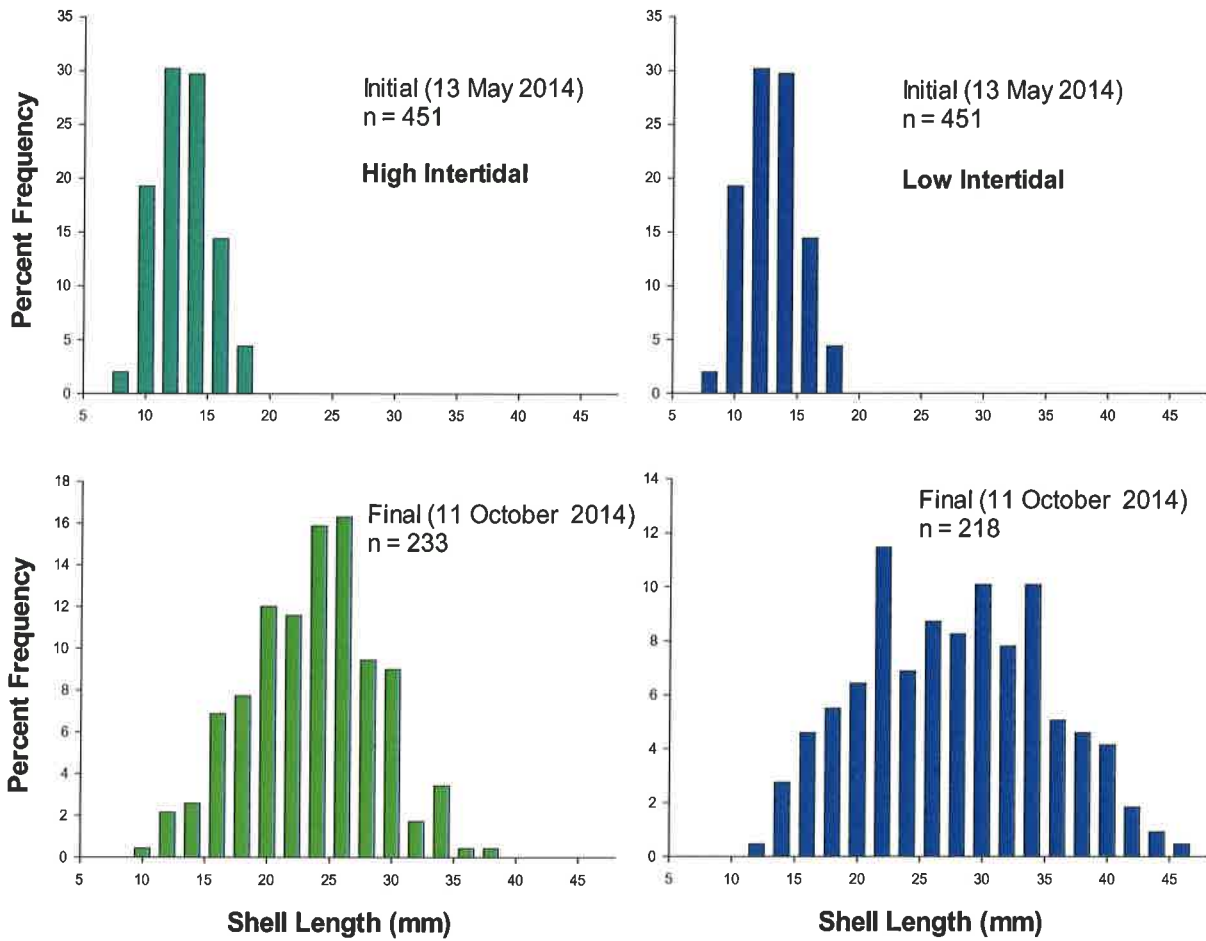 35
30
25
20
15
10
5
0
Percent Frequency
Initial (13 May 2014)
n = 451
High Intertidal
5 10 15 20 25 30 35 40 45
35
30
25
20
15
10
5
0
Initial (13 May 2014)
n = 451
Low Intertidal
5 10 15 20 25 30 35 40 45
18
16
14
12
10
8
6
4
2
0
Percent Frequency
Final (11 October 2014)
n = 233
5 10 15 20 25 30 35 40 45
Shell Length (mm)
14
12
10
8
6
4
2
0
Final (11 October 2014)
n = 218
5 10 15 20 25 30 35 40 45
Shell Length (mm)